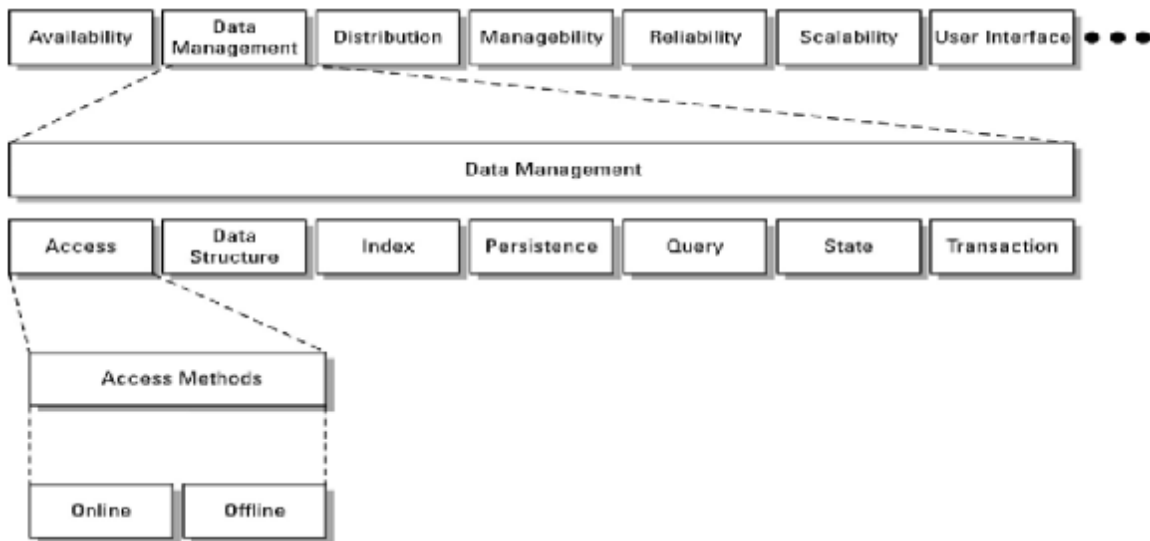 Availability
Data
Management
Distribution
Managebility
Reliability
Scalability
User Interface
Data Management
Access
Data
Structure
Index
Persistence
Query
State
Transaction
Access Methods
Online
Offline